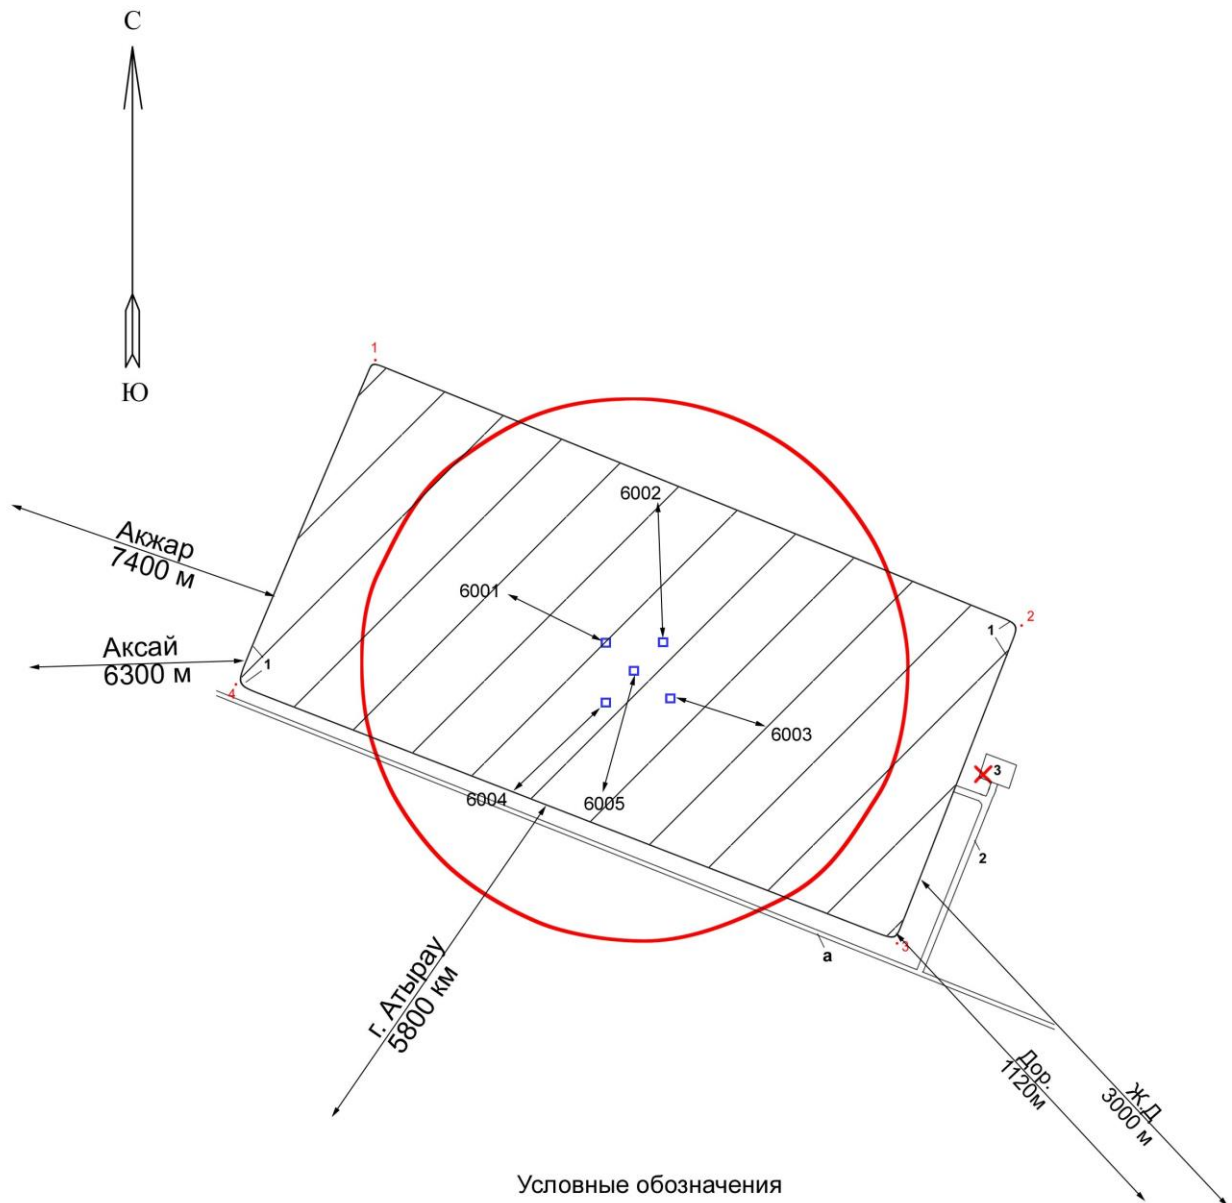 С
Ю
1
6002
Акжар
7400 м
6001
2
1
Аксай
6300 м
1
4
6003
3
6004
6005
2
г. Атырау
5800 км
а
3
Дор.
1120м
Ж.Д
3000 м
Условные обозначения